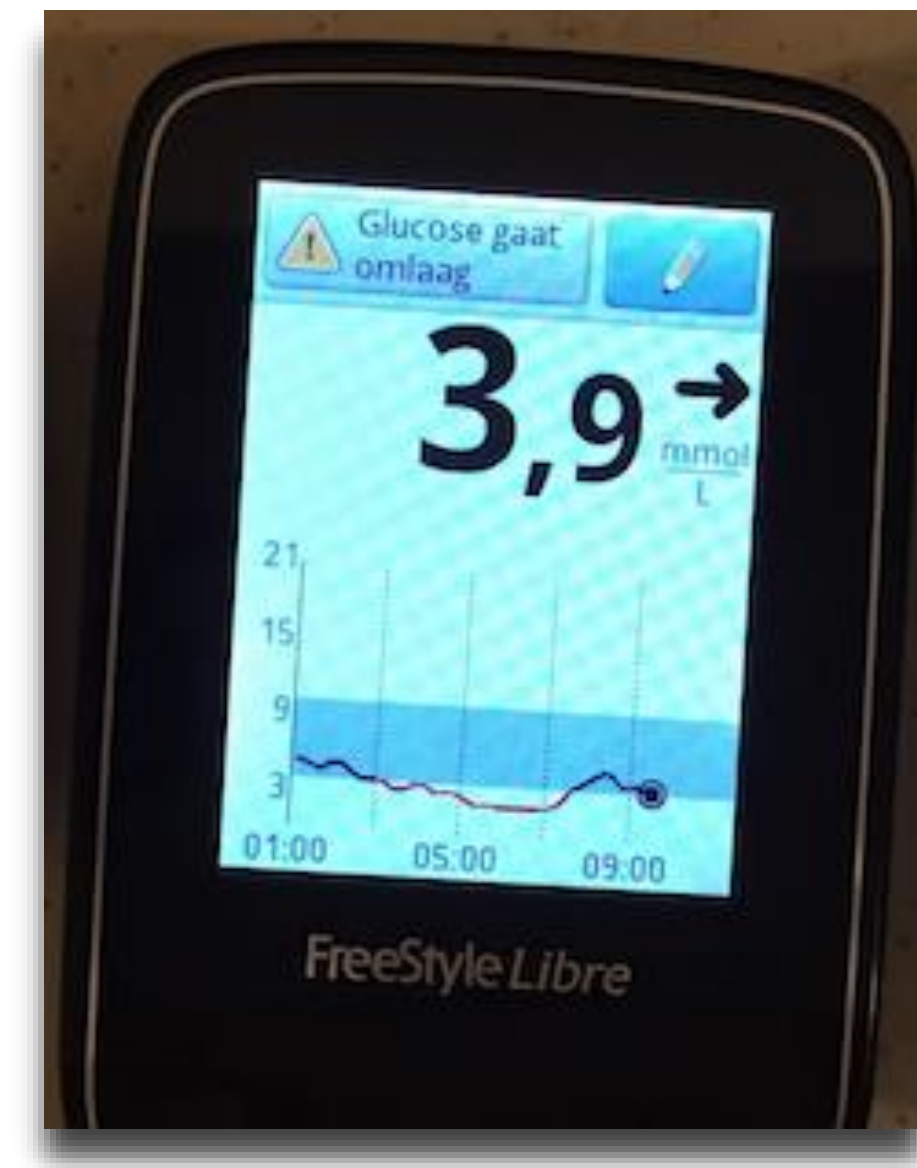 Glucose gaat
omlaag
3,9
mmol
L
21
15
9
3
01:00 05:00 09:00
FreeStyle Libre